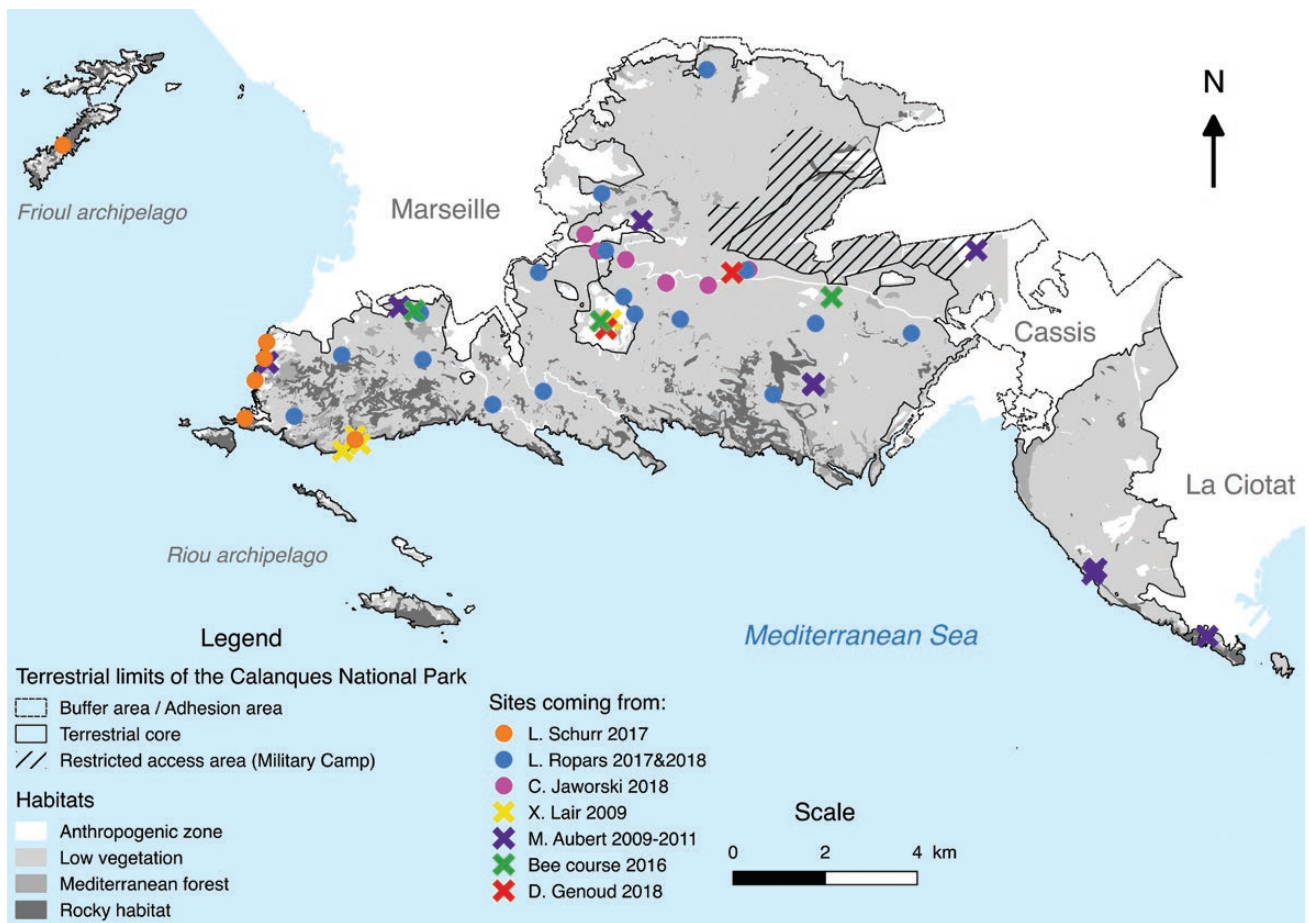 N
Marseille
Frioul archipelago
Cassis
La Ciotat
Riou archipelago
Mediterranean Sea
Legend
Terrestrial limits of the Calanques National Park
Buffer area / Adhesion area
Terrestrial core
Restricted access area (Military Camp)
Habitats
Anthropogenic zone
Low vegetation
Mediterranean forest
Rocky habitat
Sites coming from:
L. Schurr 2017
L. Ropars 2017&2018
C. Jaworski 2018
X. Lair 2009
M. Aubert 2009-2011
Bee course 2016
D. Genoud 2018
Scale
0 2 4 km